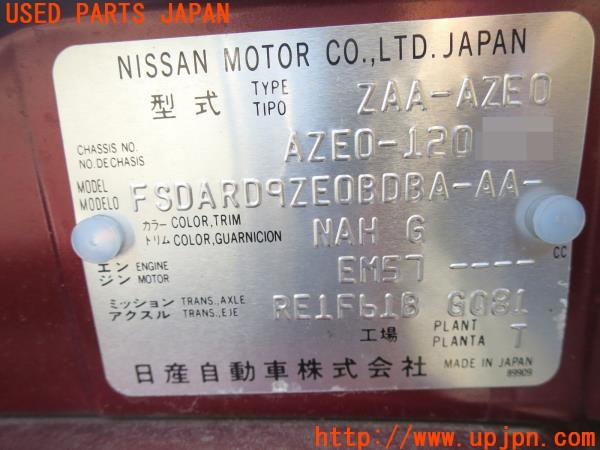 USED PARTS JAPAN
NISSAN MOTOR CO.,LTD. JAPAN
型式 TYPE TIPO ZAA-AZE0
CHASSIS NO. NO.DE CHASIS AZE0-120
MODEL MODELO FSDARD9ZE0BDBA-AA-
カラー COLOR,TRIM トリム COLOR,GUARNICION NAH G
CC
エンジン ENGINE MOTOR EM57 ----
ミッション TRANS.,AXLE アクスル TRANS.,EJE RE1F61B G081
工場 PLANT PLANTA T
日産自動車株式会社 MADE IN JAPAN
89909
http://www.upjpn.com/